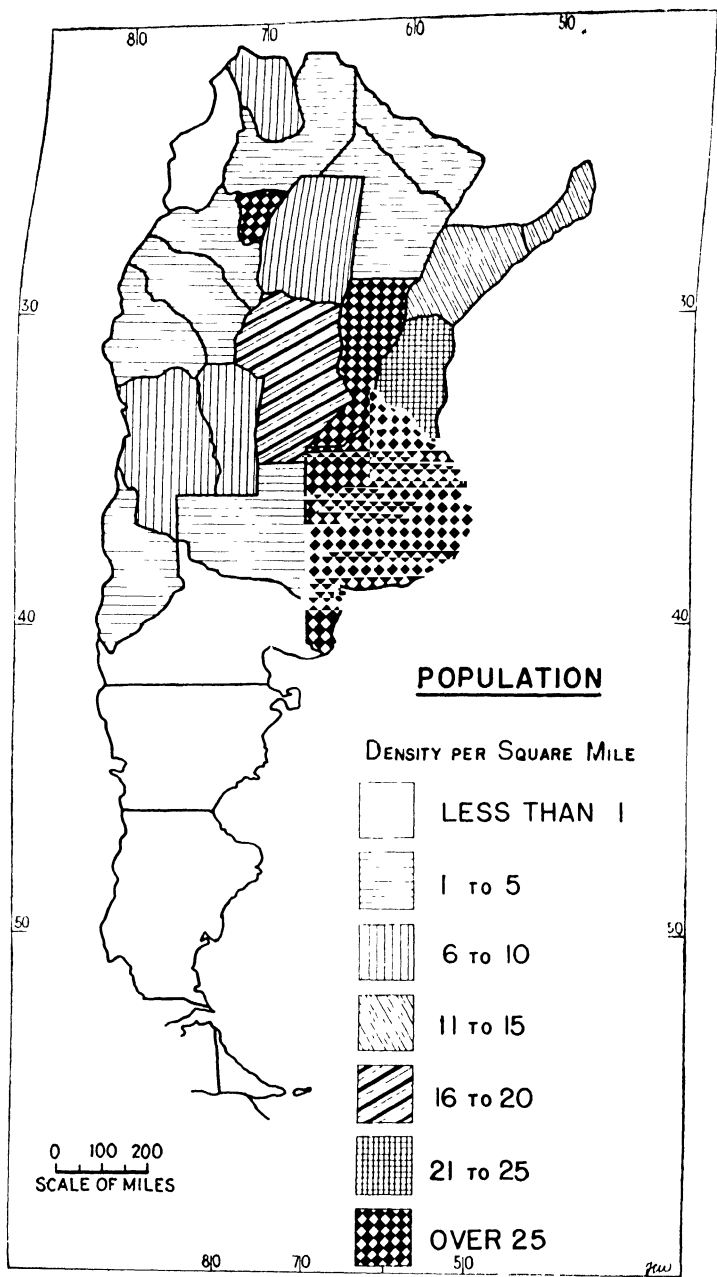 80 70 60 50
30 30
40 40
POPULATION
DENSITY PER SQUARE MILE
LESS THAN 1
1 TO 5
50 50
6 TO 10
11 TO 15
16 TO 20
0 100 200
SCALE OF MILES
21 TO 25
OVER 25
80 70 50